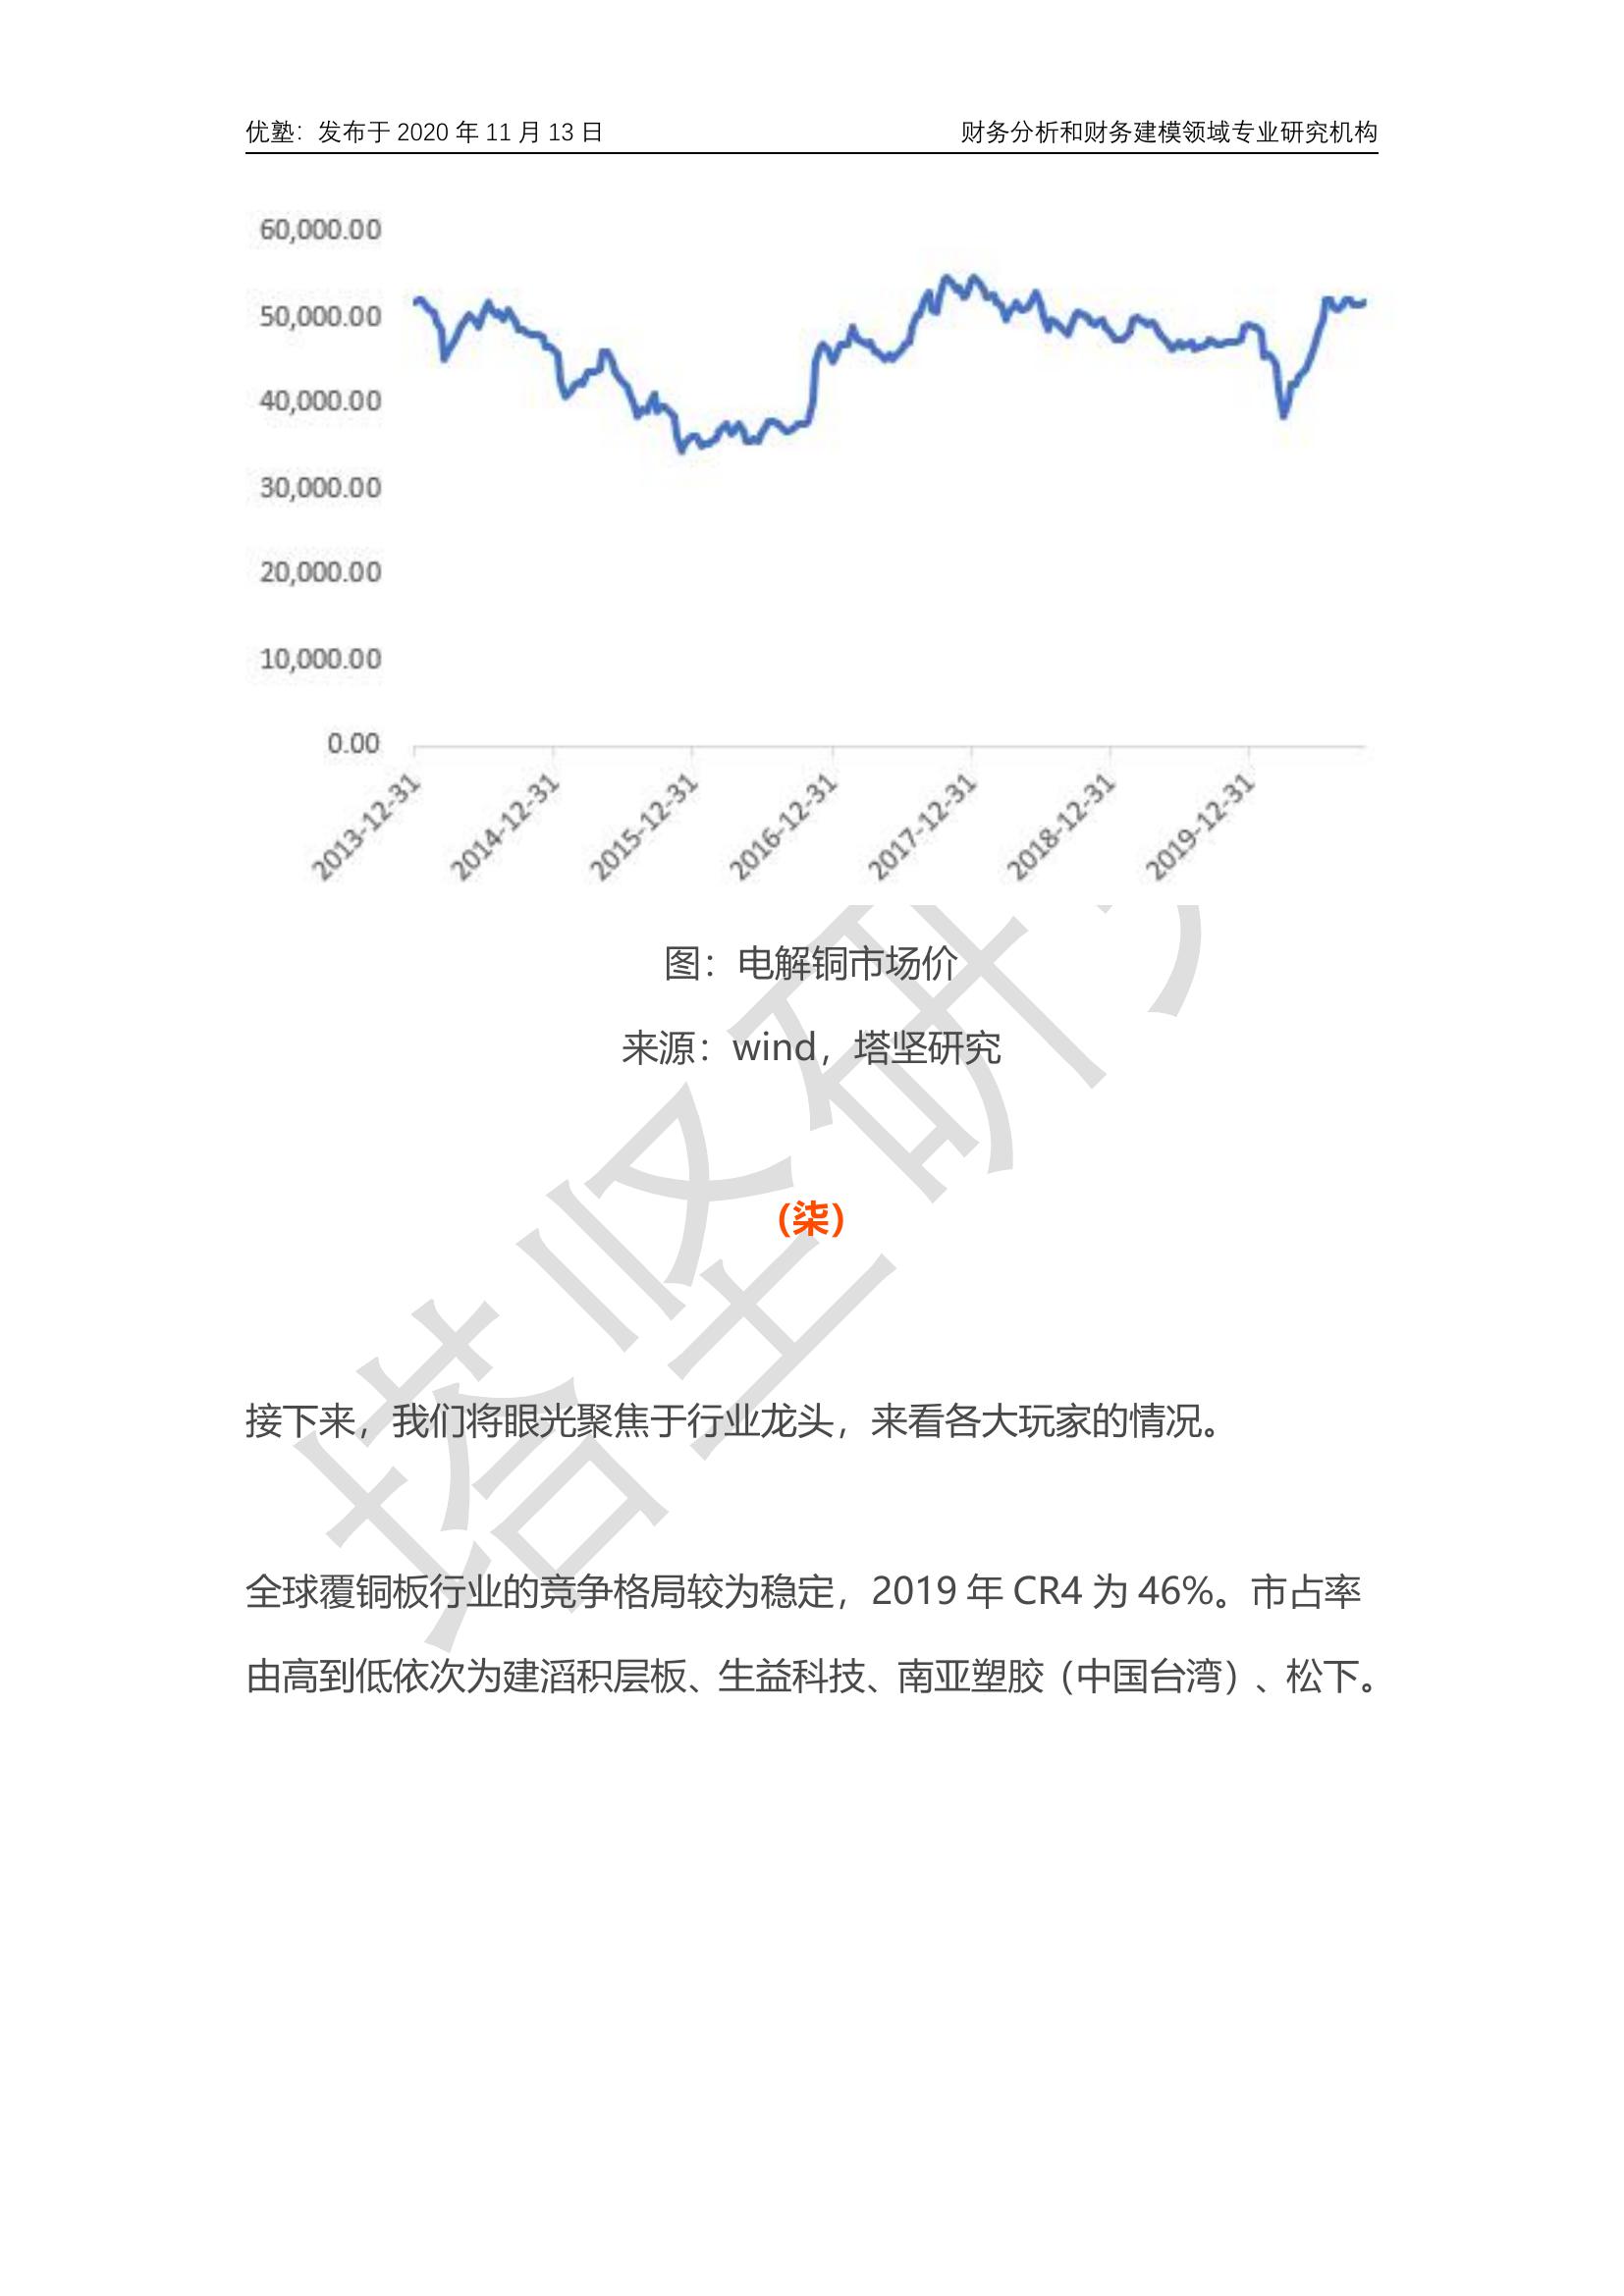 优塾：发布于 2020 年 11 月 13 日 财务分析和财务建模领域专业研究机构
60,000.00
50,000.00
40,000.00
30,000.00
20,000.00
10,000.00
0.00
2013-12-31 2014-12-31 2015-12-31 2016-12-31 2017-12-31 2018-12-31 2019-12-31
图：电解铜市场价
来源：wind，塔坚研究
（柒）
接下来，我们将眼光聚焦于行业龙头，来看各大玩家的情况。
全球覆铜板行业的竞争格局较为稳定，2019 年 CR4 为 46%。市占率
由高到低依次为建滔积层板、生益科技、南亚塑胶（中国台湾）、松下。
塔坚研